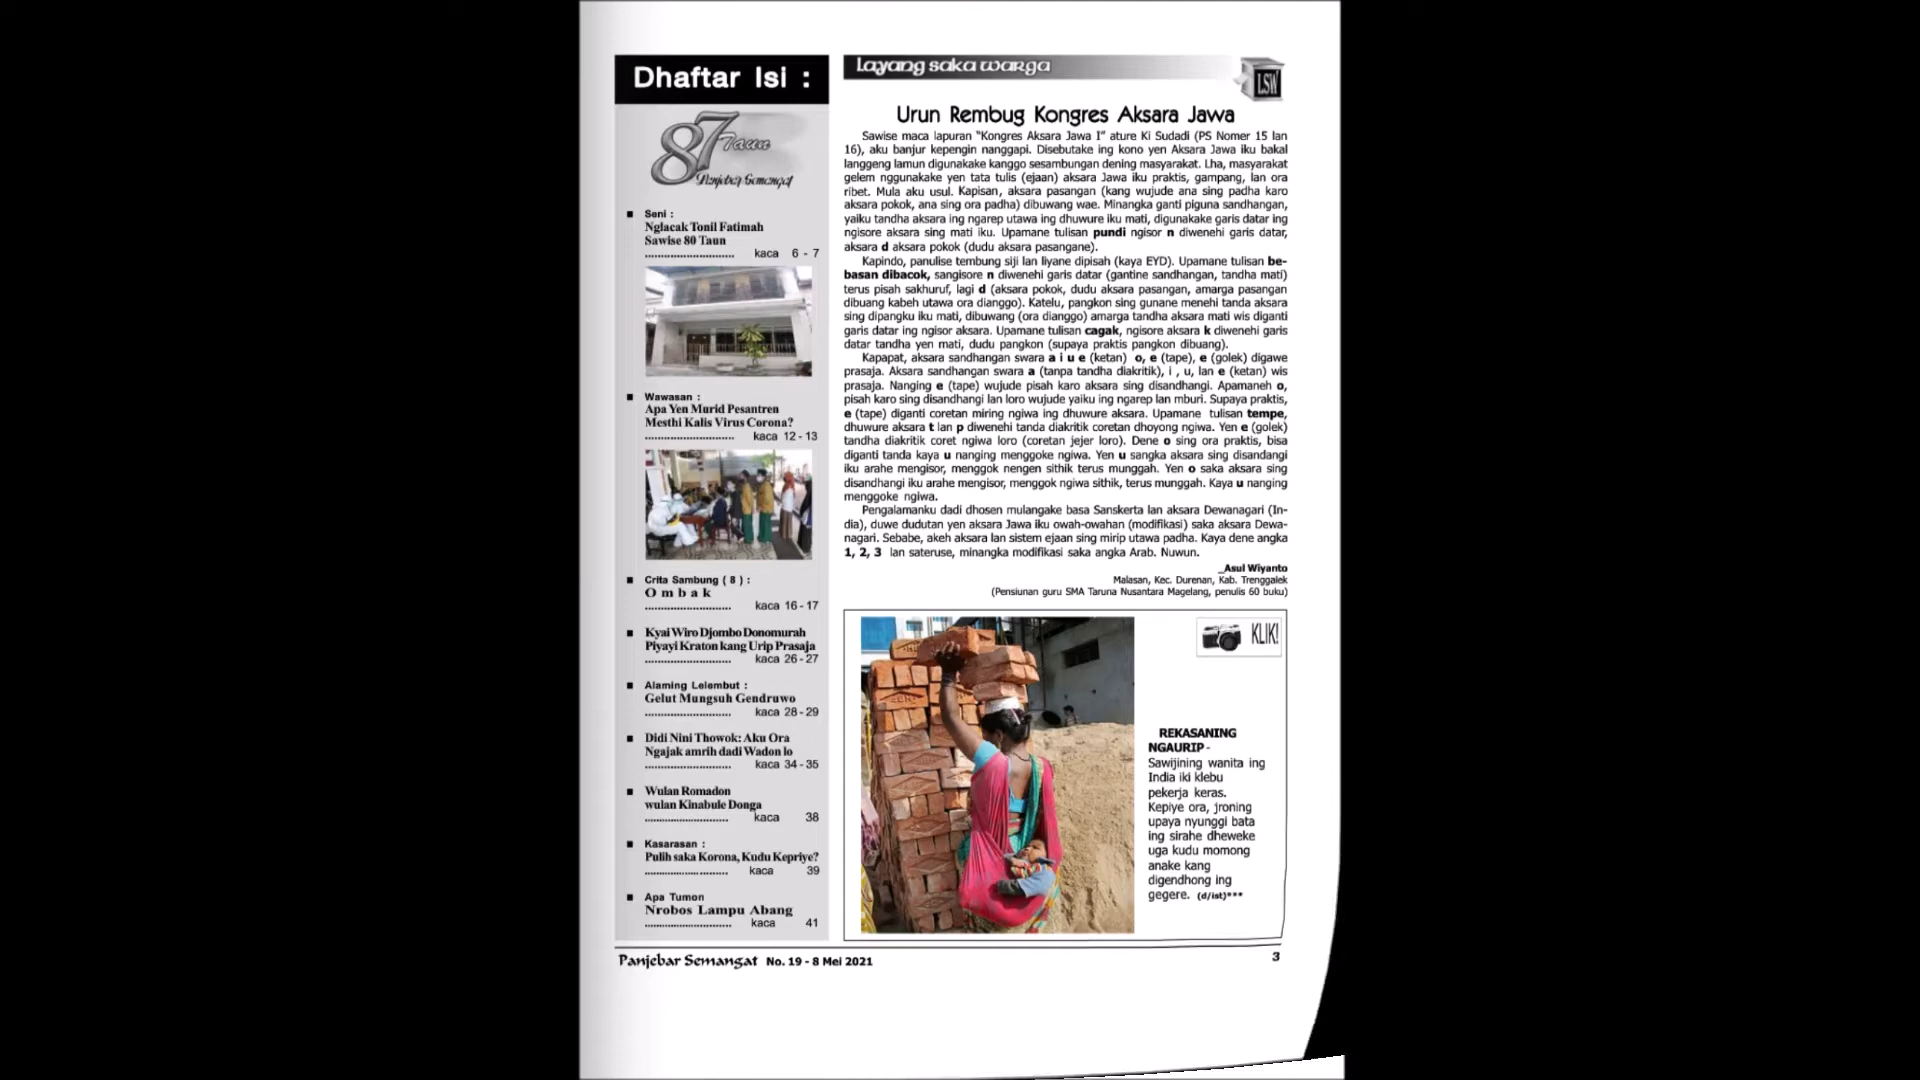 Dhaftar Isi :
87 Taun
Panjebar Semangat
Seni :
Nglacak Tonil Fatimah
Sawise 80 Taun
............................ kaca 6 - 7
Wawasan :
Apa Yen Murid Pesantren
Mesthi Kalis Virus Corona?
............................ kaca 12 - 13
Crita Sambung ( 8 ) :
O m b a k
........................... kaca 16 - 17
Kyai Wiro Djombo Donomurah
Piyayi Kraton kang Urip Prasaja
........................... kaca 26 - 27
Alaming Lelembut :
Gelut Mungsuh Gendruwo
........................... kaca 28 - 29
Didi Nini Thowok: Aku Ora
Ngajak amrih dadi Wadon lo
........................... kaca 34 - 35
Wulan Romadon
wulan Kinabule Donga
.......................... kaca 38
Kasarasan :
Pulih saka Korona, Kudu Kepriye?
.......................... kaca 39
Apa Tumon
Nrobos Lampu Abang
........................... kaca 41
Layang saka warga
LSW
Urun Rembug Kongres Aksara Jawa
Sawise maca lapuran "Kongres Aksara Jawa I" ature Ki Sudadi (PS Nomer 15 lan
16), aku banjur kepengin nanggapi. Disebutake ing kono yen Aksara Jawa iku bakal
langgeng lamun digunakake kanggo sesambungan dening masyarakat. Lha, masyarakat
gelem nggunakake yen tata tulis (ejaan) aksara Jawa iku praktis, gampang, lan ora
ribet. Mula aku usul. Kapisan, aksara pasangan (kang wujude ana sing padha karo
aksara pokok, ana sing ora padha) dibuwang wae. Minangka ganti piguna sandhangan,
yaiku tandha aksara ing ngarep utawa ing dhuwure iku mati, digunakake garis datar ing
ngisore aksara sing mati iku. Upamane tulisan pundi ngisor n diwenehi garis datar,
aksara d aksara pokok (dudu aksara pasangane).
Kapindo, panulise tembung siji lan liyane dipisah (kaya EYD). Upamane tulisan be-
basan dibacok, sangisore n diwenehi garis datar (gantine sandhangan, tandha mati)
terus pisah sakhuruf, lagi d (aksara pokok, dudu aksara pasangan, amarga pasangan
dibuang kabeh utawa ora dianggo). Katelu, pangkon sing gunane menehi tanda aksara
sing dipangku iku mati, dibuwang (ora dianggo) amarga tandha aksara mati wis diganti
garis datar ing ngisor aksara. Upamane tulisan cagak, ngisore aksara k diwenehi garis
datar tandha yen mati, dudu pangkon (supaya praktis pangkon dibuang).
Kapapat, aksara sandhangan swara a i u e (ketan) o, e (tape), e (golek) digawe
prasaja. Aksara sandhangan swara a (tanpa tandha diakritik), i , u, lan e (ketan) wis
prasaja. Nanging e (tape) wujude pisah karo aksara sing disandhangi. Apamaneh o,
pisah karo sing disandhangi lan loro wujude yaiku ing ngarep lan mburi. Supaya praktis,
e (tape) diganti coretan miring ngiwa ing dhuwure aksara. Upamane tulisan tempe,
dhuwure aksara t lan p diwenehi tanda diakritik coretan dhoyong ngiwa. Yen e (golek)
tandha diakritik coret ngiwa loro (coretan jejer loro). Dene o sing ora praktis, bisa
diganti tanda kaya u nanging menggoke ngiwa. Yen u sangka aksara sing disandangi
iku arahe mengisor, menggok nengen sithik terus munggah. Yen o saka aksara sing
disandhangi iku arahe mengisor, menggok ngiwa sithik, terus munggah. Kaya u nanging
menggoke ngiwa.
Pengalamanku dadi dhosen mulangake basa Sanskerta lan aksara Dewanagari (In-
dia), duwe dudutan yen aksara Jawa iku owah-owahan (modifikasi) saka aksara Dewa-
nagari. Sebabe, akeh aksara lan sistem ejaan sing mirip utawa padha. Kaya dene angka
1, 2, 3 lan sateruse, minangka modifikasi saka angka Arab. Nuwun.
_Asul Wiyanto
Malasan, Kec. Durenan, Kab. Trenggalek
(Pensiunan guru SMA Taruna Nusantara Magelang, penulis 60 buku)
KLIK!
REKASANING
NGAURIP -
Sawijining wanita ing
India iki klebu
pekerja keras.
Kepiye ora, jroning
upaya nyunggi bata
ing sirahe dheweke
uga kudu momong
anake kang
digendhong ing
gegere. (d/ist)***
Panjebar Semangat No. 19 - 8 Mei 2021
3